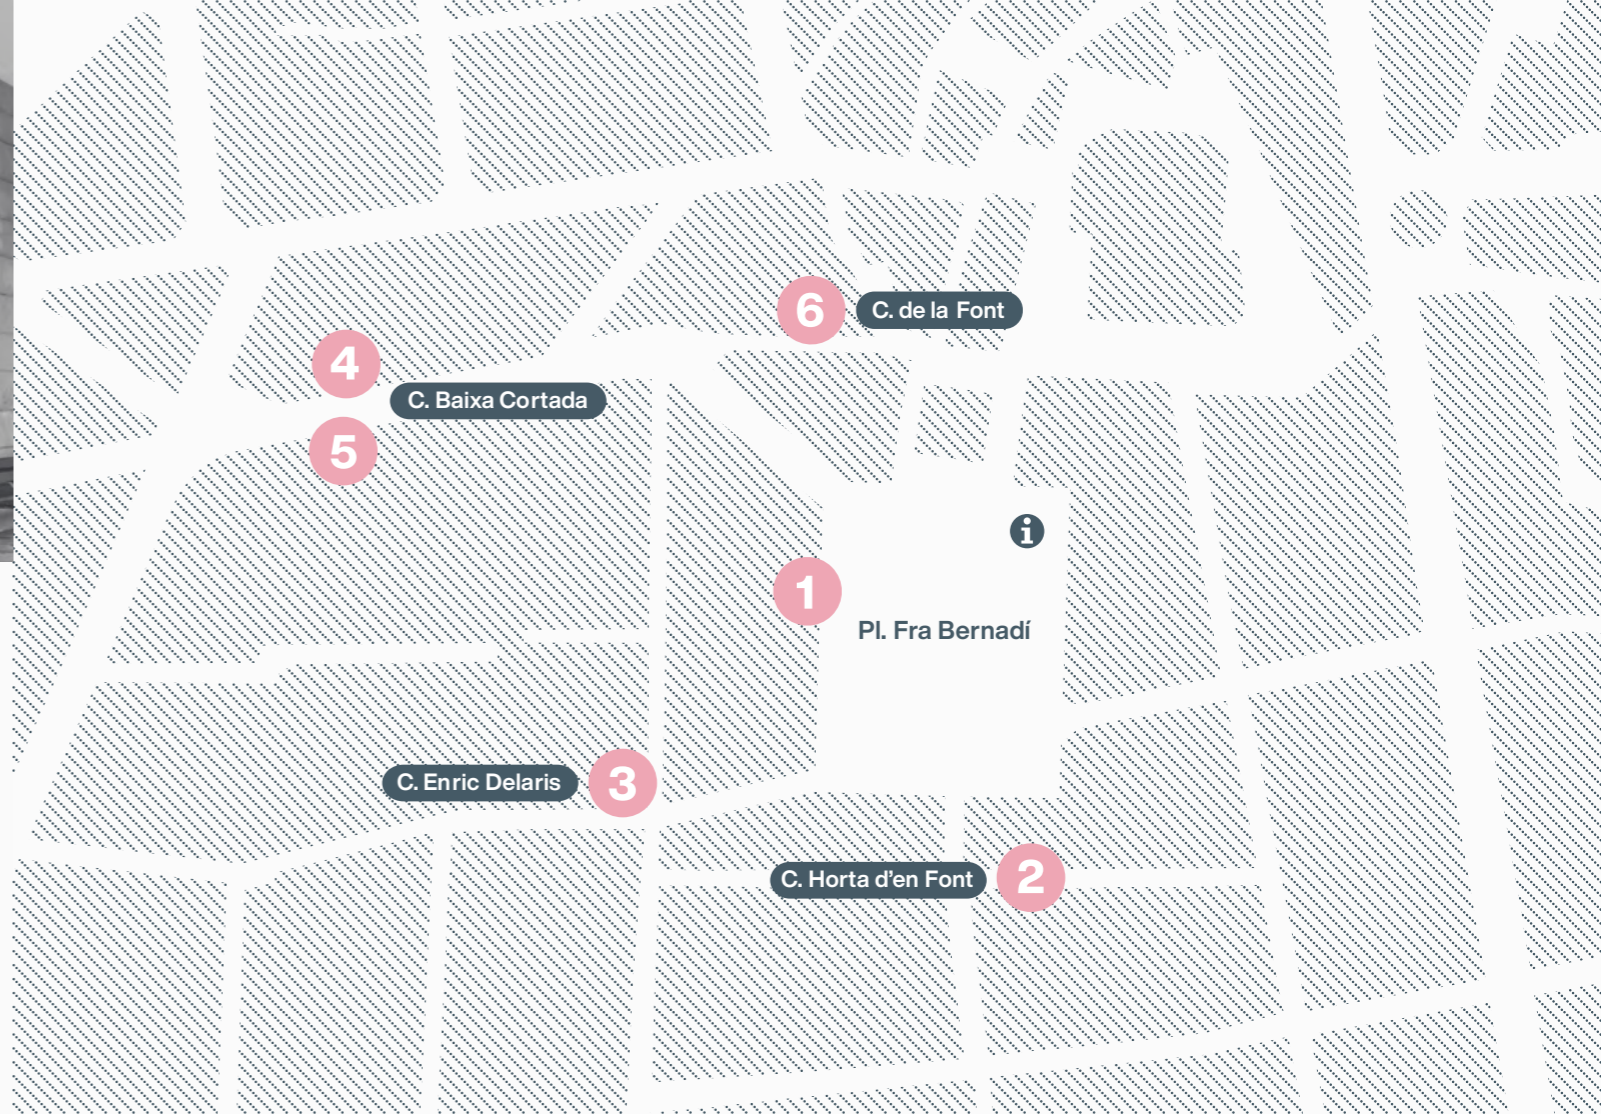 6
C. de la Font
4
C. Baixa Cortada
5
i
1
Pl. Fra Bernadí
3
C. Enric Delaris
2
C. Horta d’en Font